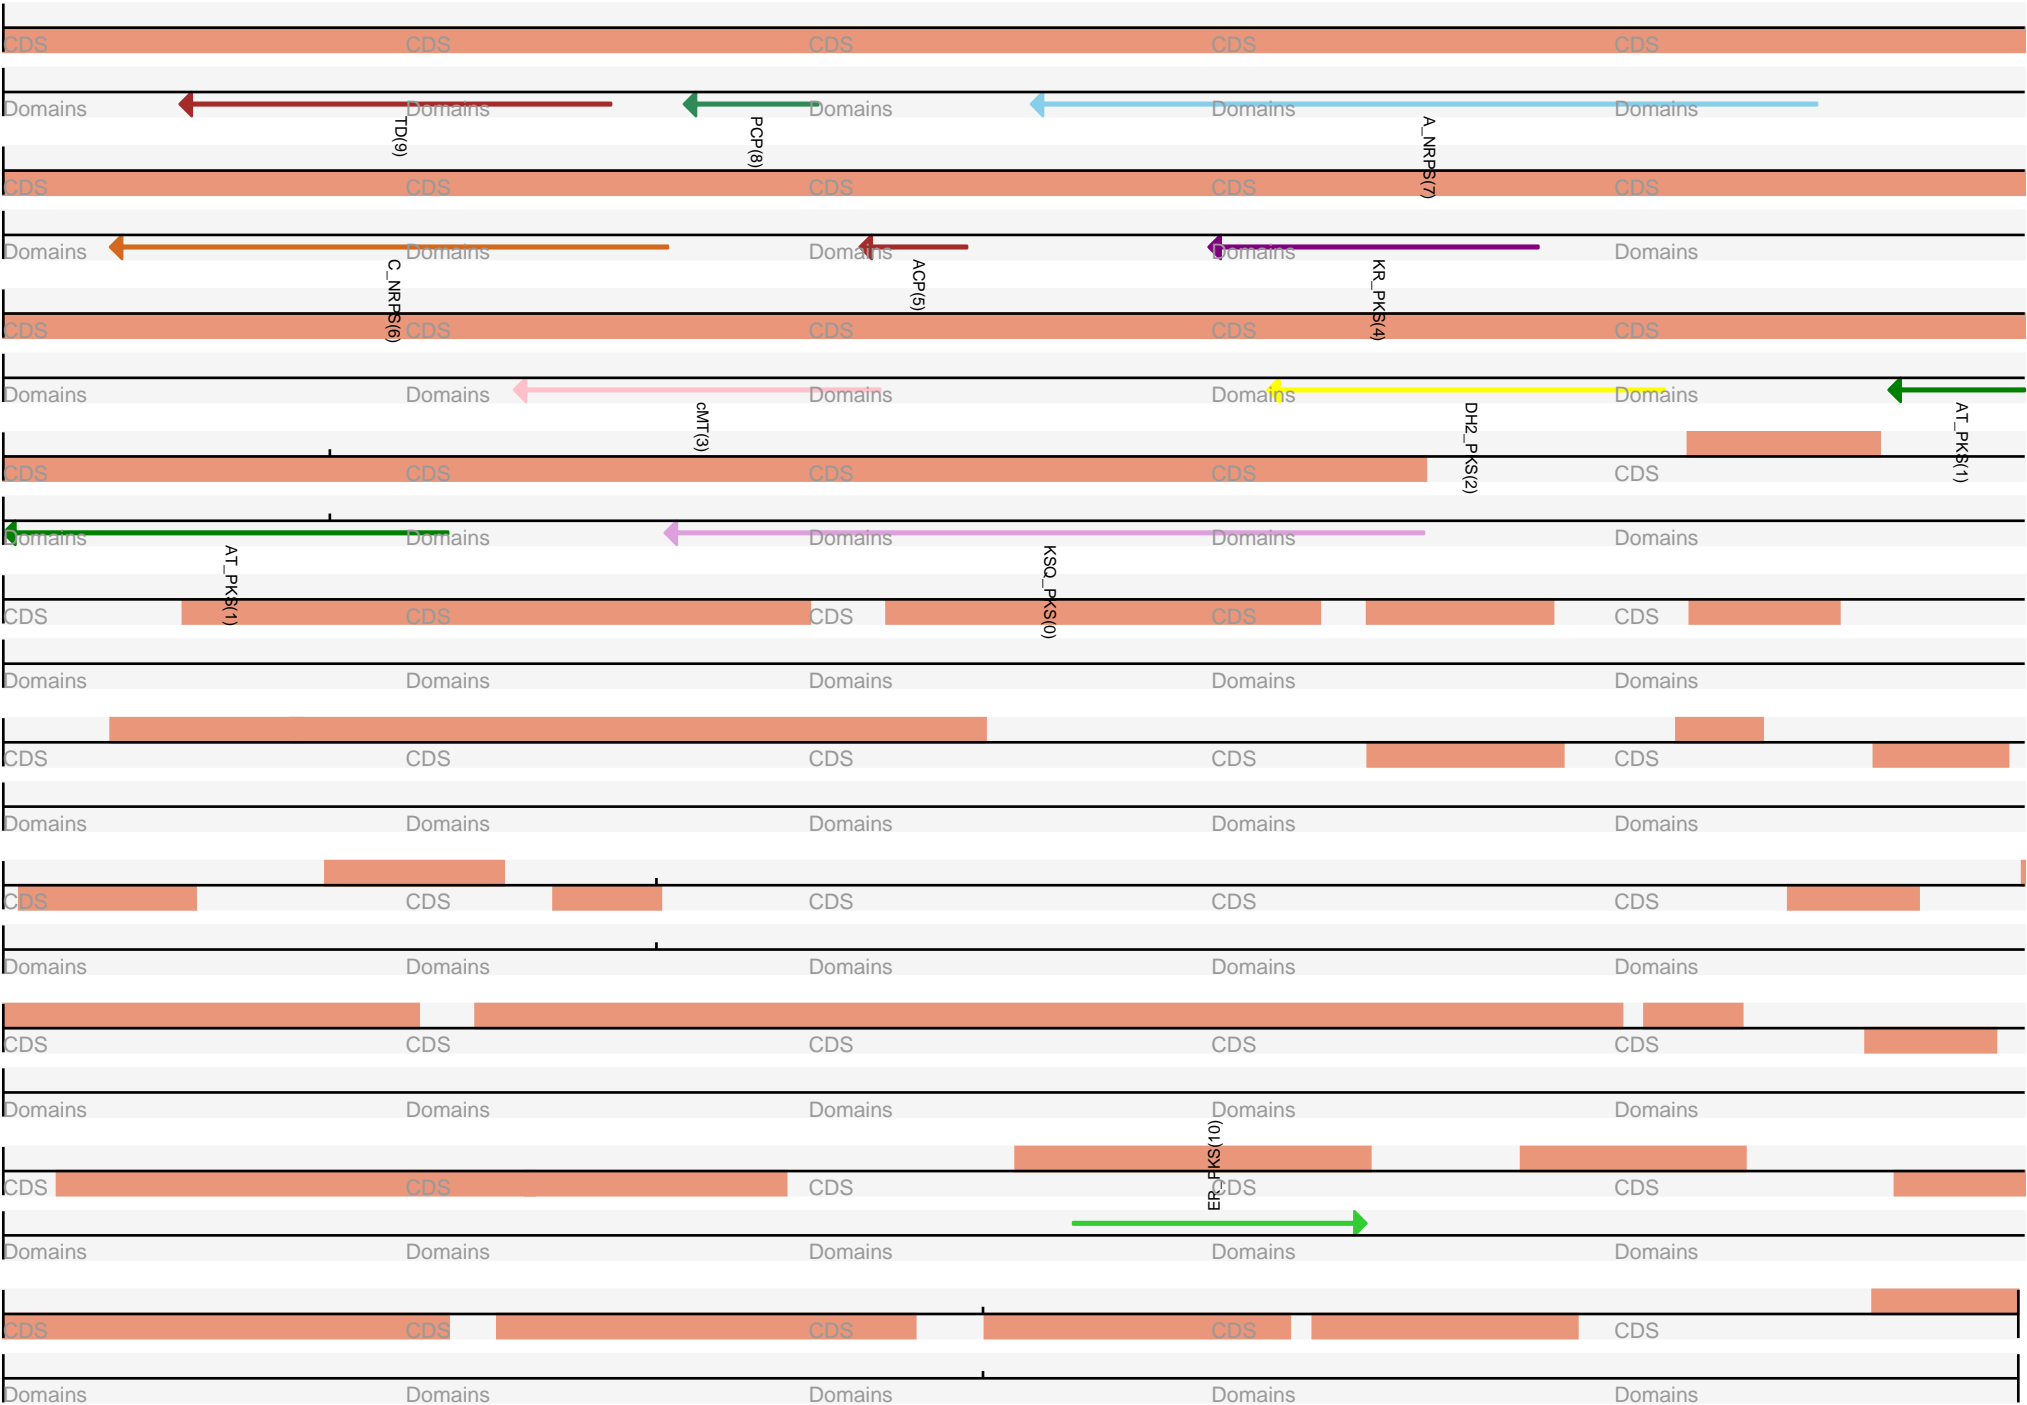 CDS CDS CDS CDS CDS
Domains Domains Domains Domains Domains
TD(9) PCP(8) A_NRPS(7)
CDS CDS CDS CDS CDS
Domains Domains Domains Domains Domains
C_NRPS(6) ACP(5) KR_PKS(4)
CDS CDS CDS CDS CDS
Domains Domains Domains Domains Domains
cMT(3) DH2_PKS(2) AT_PKS(1)
CDS CDS CDS CDS CDS
Domains Domains Domains Domains Domains
AT_PKS(1) KSQ_PKS(0)
CDS CDS CDS CDS CDS
Domains Domains Domains Domains Domains
CDS CDS CDS CDS CDS
Domains Domains Domains Domains Domains
CDS CDS CDS CDS CDS
Domains Domains Domains Domains Domains
CDS CDS CDS CDS CDS
Domains Domains Domains Domains Domains
ER_PKS(10)
CDS CDS CDS CDS CDS
Domains Domains Domains Domains Domains
CDS CDS CDS CDS CDS
Domains Domains Domains Domains Domains